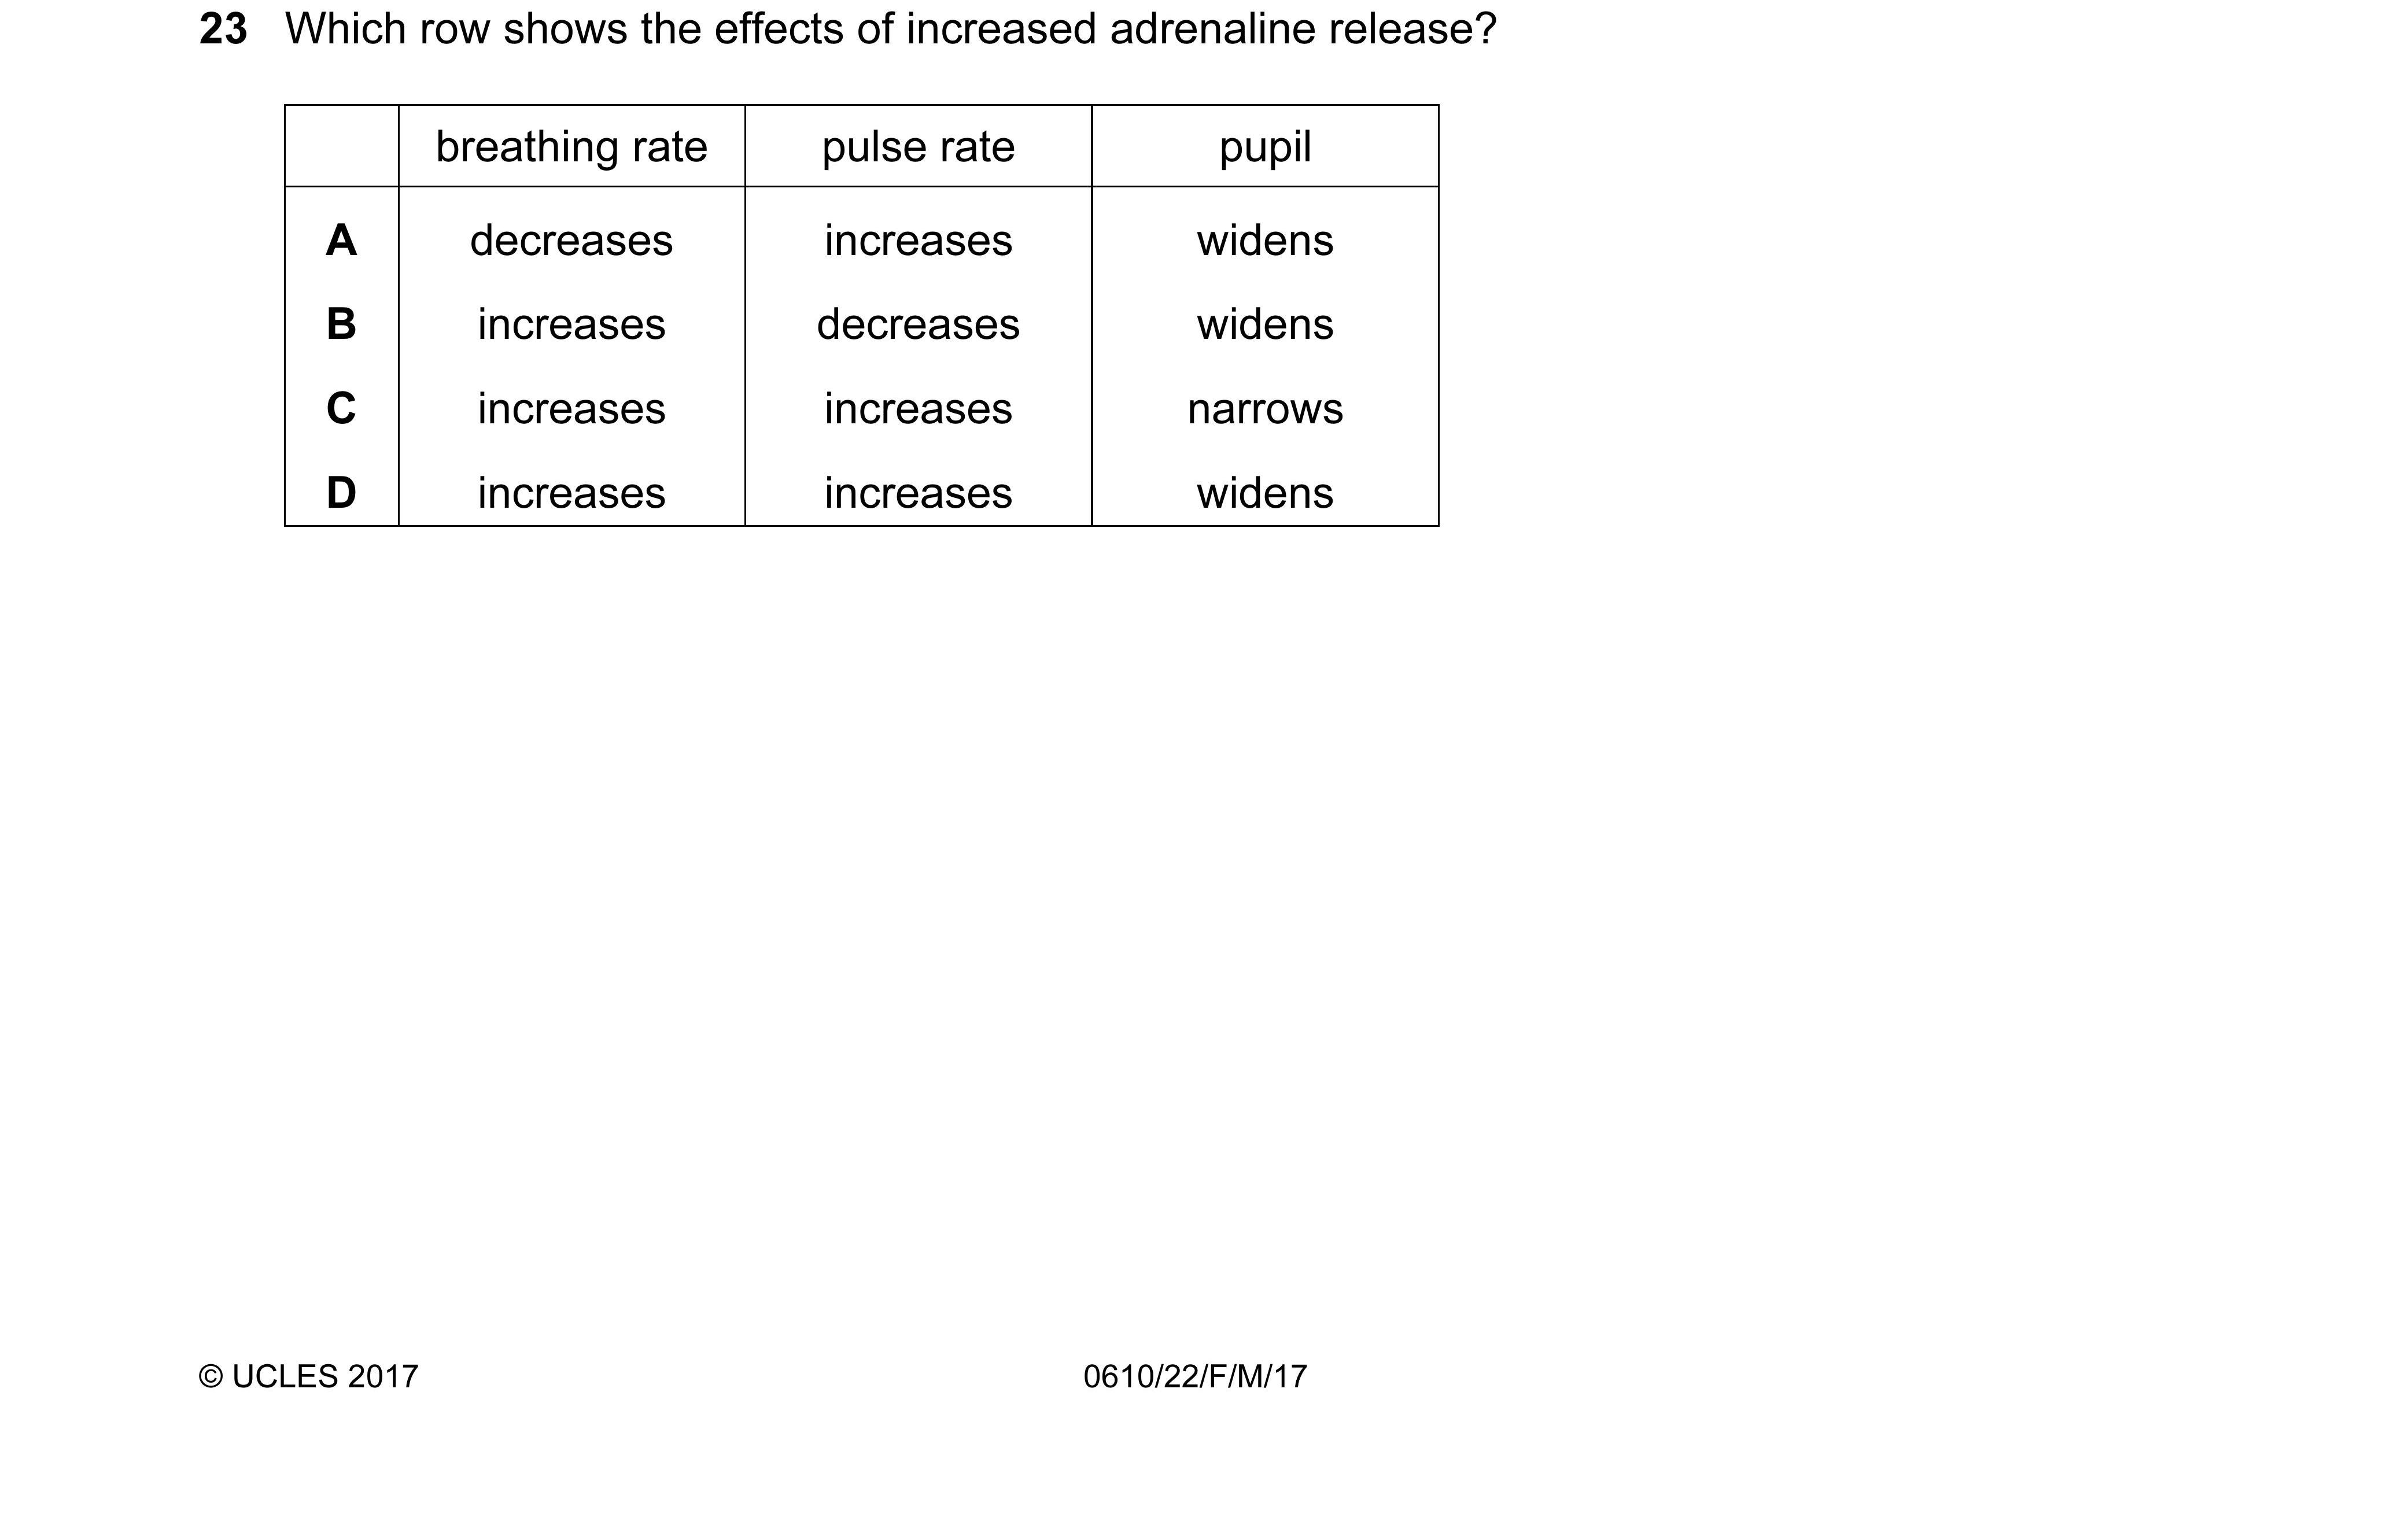 23 Which row shows the effects of increased adrenaline release?
breathing rate pulse rate pupil
A decreases increases widens
B increases decreases widens
C increases increases narrows
D increases increases widens
© UCLES 2017 0610/22/F/M/17